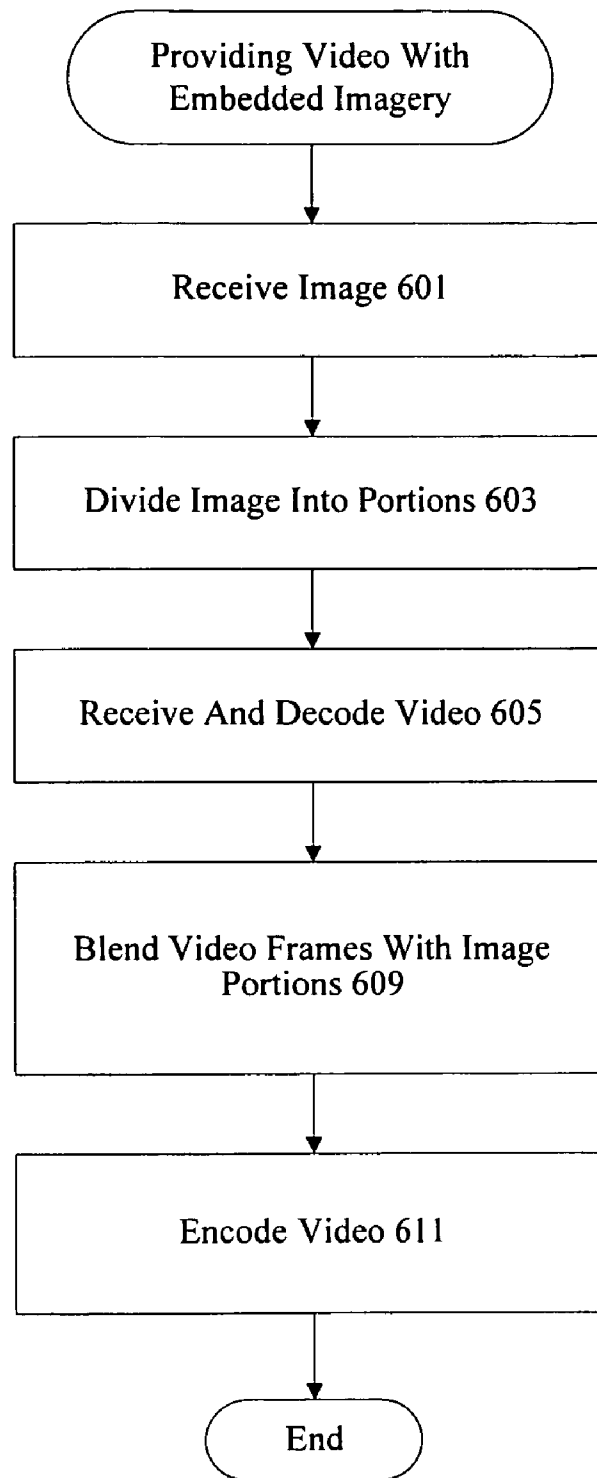 Providing Video With
Embedded Imagery
Receive Image 601
Divide Image Into Portions 603
Receive And Decode Video 605
Blend Video Frames With Image
Portions 609
Encode Video 611
End